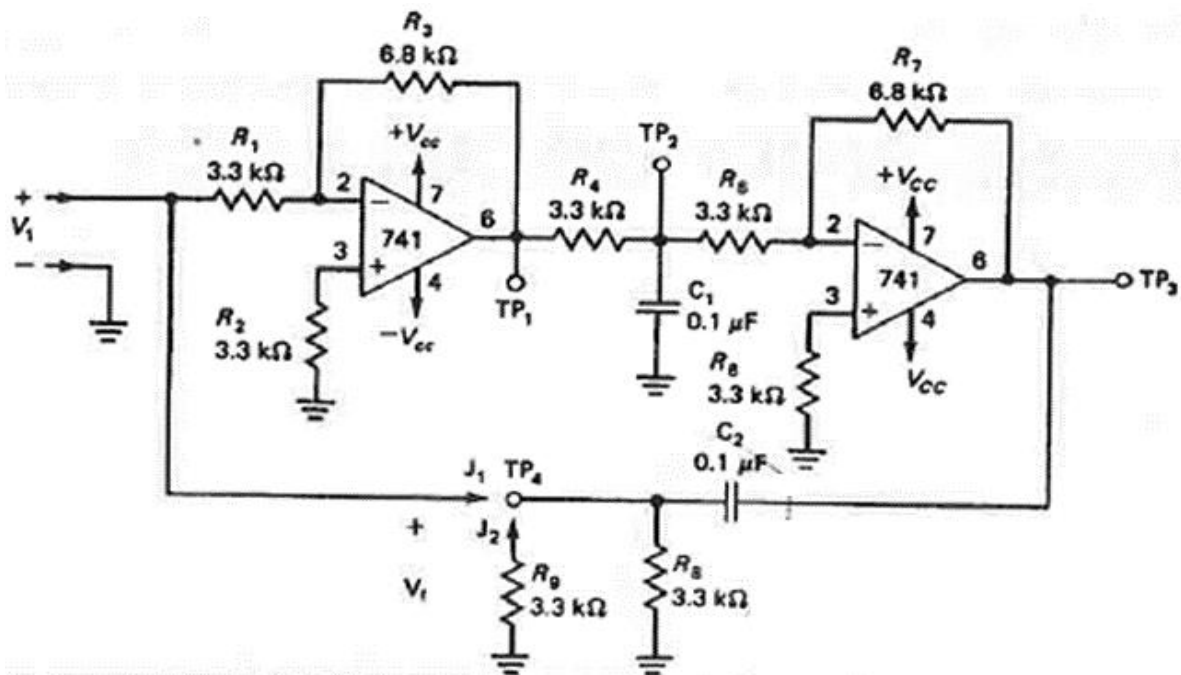 R3
6.8 kΩ
R1
3.3 kΩ
+Vcc
2
−
7
741
6
3
+
4
−Vcc
R2
3.3 kΩ
+
V1
−
TP1
R4
3.3 kΩ
TP2
R5
3.3 kΩ
C1
0.1 μF
R7
6.8 kΩ
+VCC
2
−
7
741
6
3
+
4
VCC
R6
3.3 kΩ
TP3
C2
0.1 μF
J1
TP4
+
J2
Vf
R9
3.3 kΩ
R8
3.3 kΩ